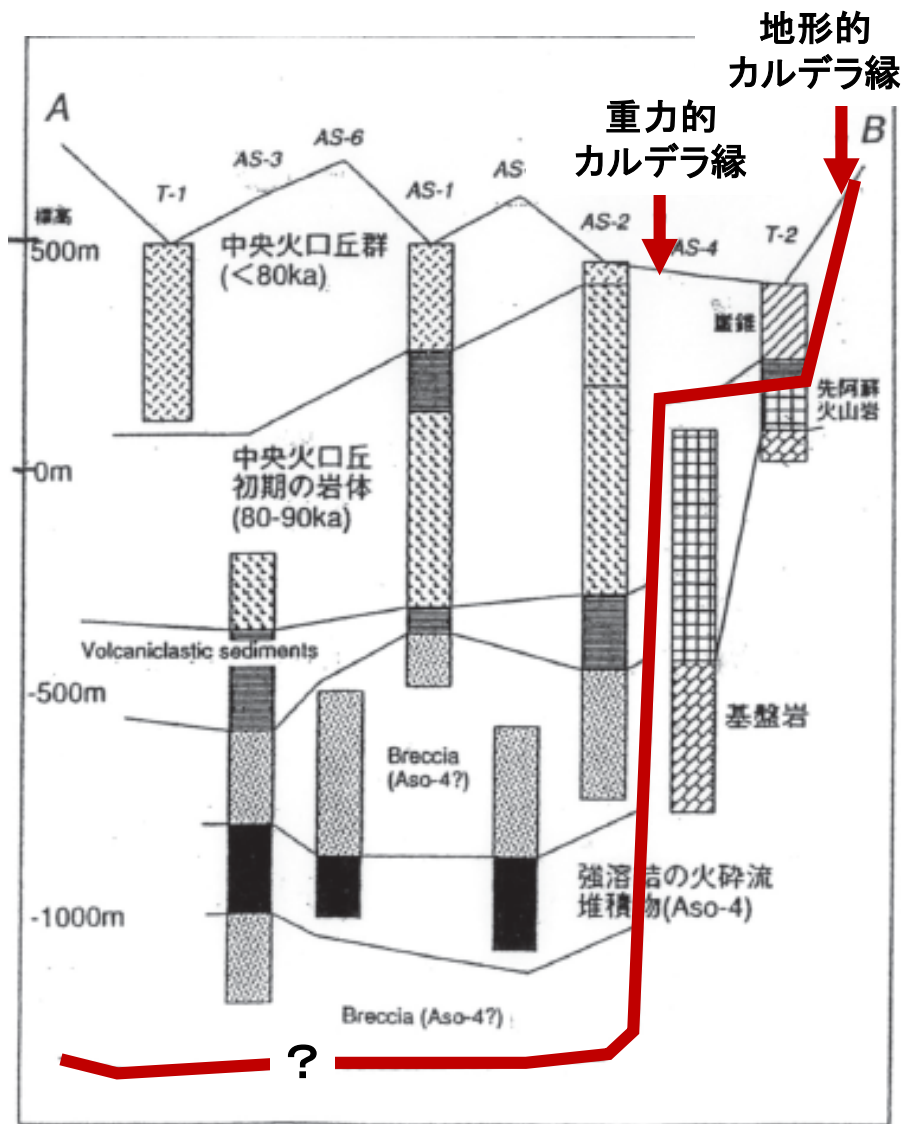 地形的
カルデラ縁
重力的
カルデラ縁
A
B
T-1
AS-3
AS-6
AS-1
AS-
AS-2
AS-4
T-2
標高
500m
中央火口丘群
(<80ka)
崖錐
先阿蘇
火山岩
0m
中央火口丘
初期の岩体
(80-90ka)
Volcaniclastic sediments
-500m
基盤岩
Breccia
(Aso-4?)
強溶結の火砕流
堆積物(Aso-4)
-1000m
Breccia (Aso-4?)
?